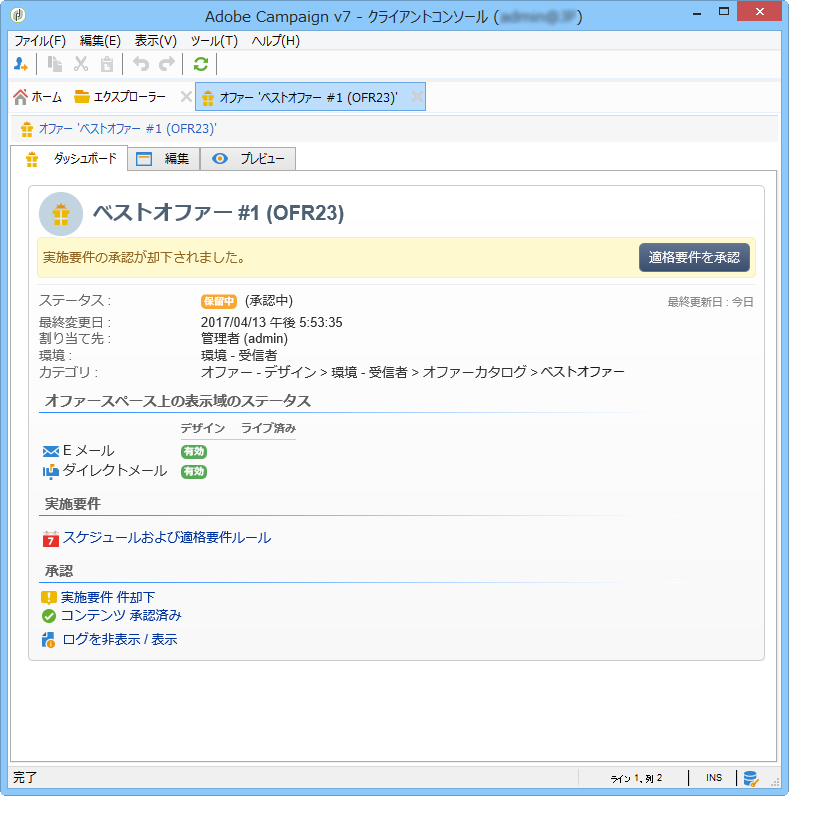 Adobe Campaign v7 - クライアントコンソール (
ファイル(F) 編集(E) 表示(V) ツール(T) ヘルプ(H)
ホーム エクスプローラー オファー 'ベストオファー #1 (OFR23)'
オファー 'ベストオファー #1 (OFR23)'
ダッシュボード 編集 プレビュー
ベストオファー #1 (OFR23)
実施要件の承認が却下されました。 適格要件を承認
ステータス : 保留中 (承認中) 最終更新日 : 今日
最終変更日 : 2017/04/13 午後 5:53:35
割り当て先 : 管理者 (admin)
環境 : 環境 - 受信者
カテゴリ : オファー - デザイン > 環境 - 受信者 > オファーカタログ > ベストオファー
オファースペース上の表示域のステータス
デザイン ライブ済み
E メール 有効
ダイレクトメール 有効
実施要件
7 スケジュールおよび適格要件ルール
承認
実施要件 件却下
コンテンツ 承認済み
ログを非表示 / 表示
完了 ライン 1、列 2 INS